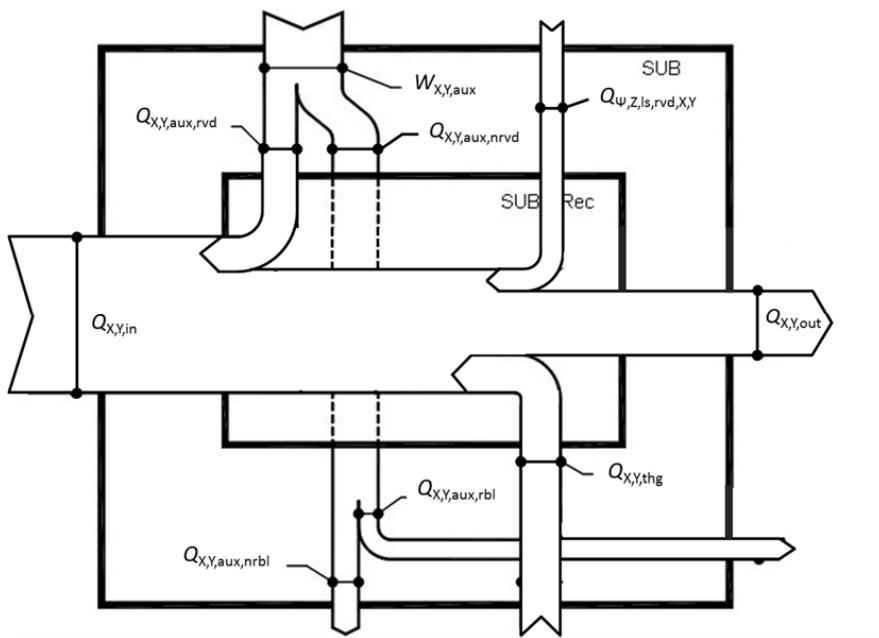 SUB
W X,Y,aux
Q Ψ,Z,ls,rvd,X,Y
Q X,Y,aux,rvd
Q X,Y,aux,nrvd
SUB Rec
Q X,Y,in
Q X,Y,out
Q X,Y,thg
Q X,Y,aux,rbl
Q X,Y,aux,nrbl